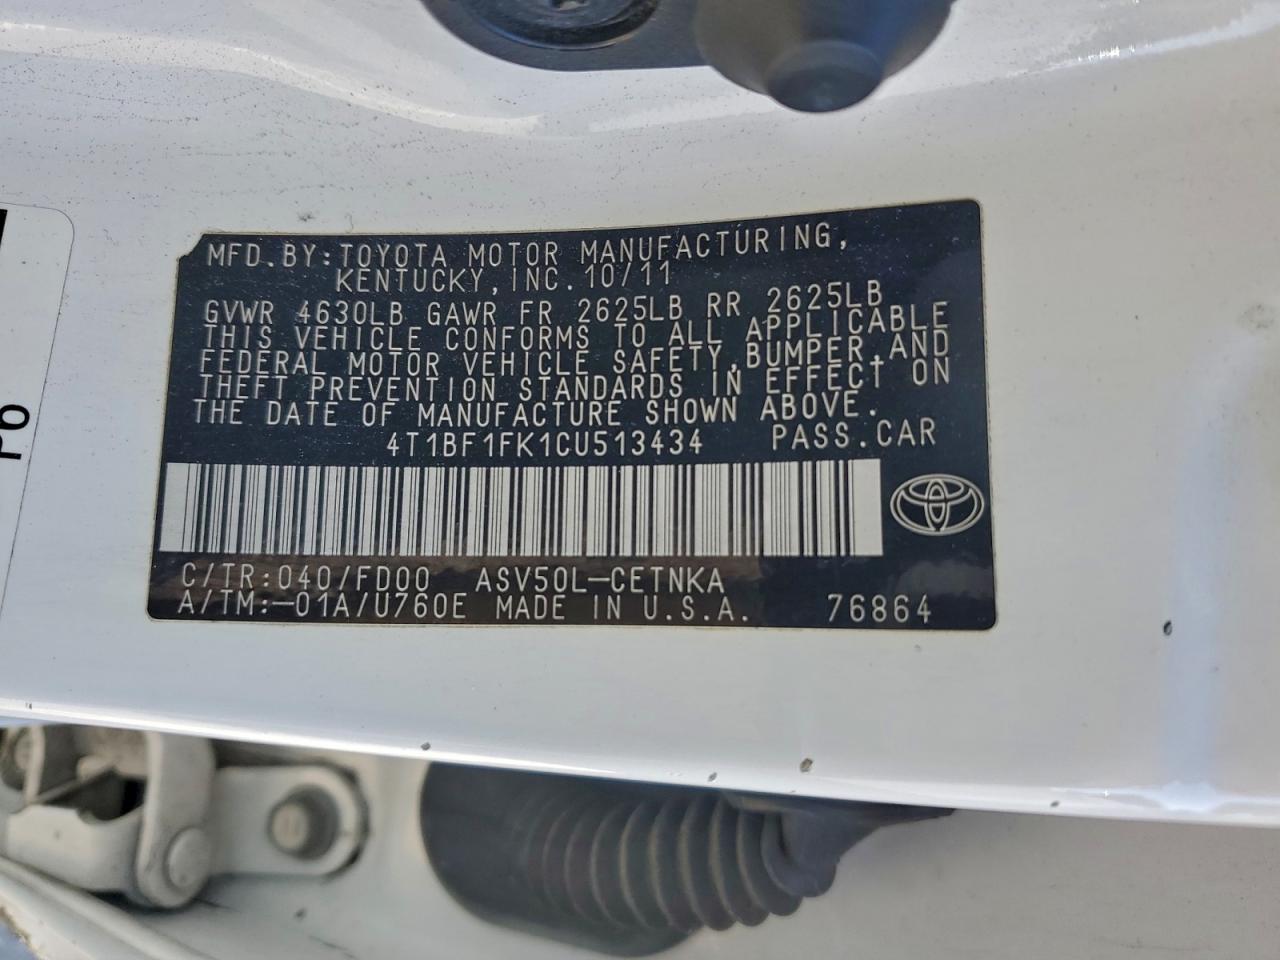 MFD. BY: TOYOTA MOTOR MANUFACTURING,
KENTUCKY, INC. 10/11
GVWR 4630LB GAWR FR 2625LB RR 2625LB
THIS VEHICLE CONFORMS TO ALL APPLICABLE
FEDERAL MOTOR VEHICLE SAFETY, BUMPER, AND
THEFT PREVENTION STANDARDS IN EFFECT ON
THE DATE OF MANUFACTURE SHOWN ABOVE.
4T1BF1FK1CU513434 PASS. CAR
C/TR: 040/FD00 ASV50L-CETNKA
A/TM: -01A/U760E MADE IN U.S.A. 76864